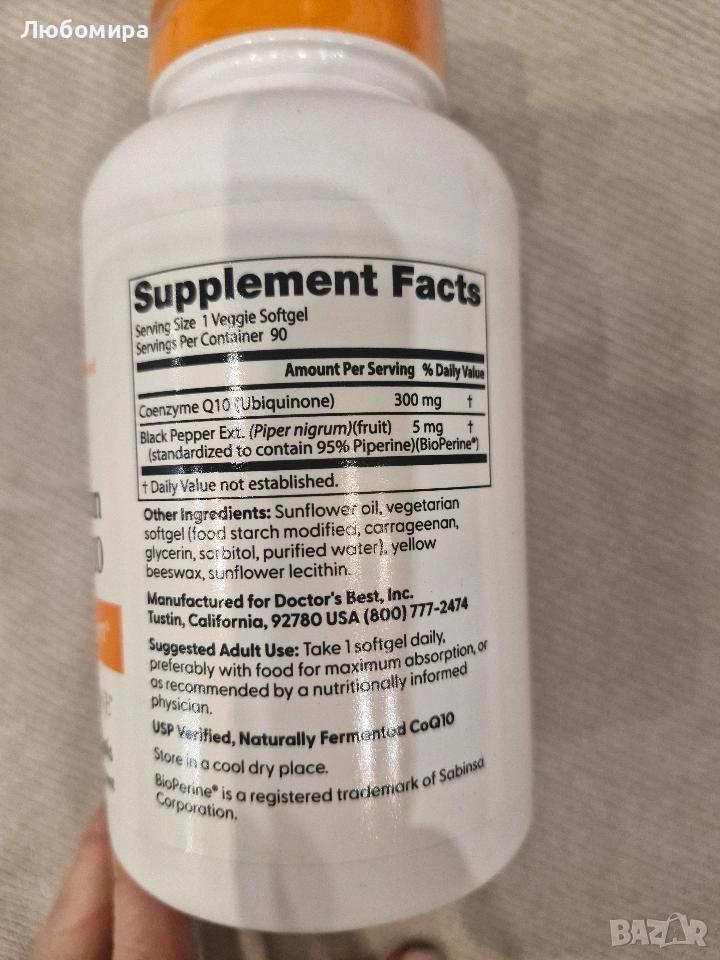 Любомира
Supplement Facts
Serving Size 1 Veggie Softgel
Servings Per Container 90
Amount Per Serving % Daily Value
Coenzyme Q10 (Ubiquinone) 300 mg †
Black Pepper Ext. (Piper nigrum)(fruit) 5 mg †
(standardized to contain 95% Piperine)(BioPerine®)
† Daily Value not established.
Other Ingredients: Sunflower oil, vegetarian
softgel (food starch modified, carrageenan,
glycerin, sorbitol, purified water), yellow
beeswax, sunflower lecithin.
Manufactured for Doctor's Best, Inc.
Tustin, California, 92780 USA (800) 777-2474
Suggested Adult Use: Take 1 softgel daily,
preferably with food for maximum absorption, or
as recommended by a nutritionally informed
physician.
USP Verified, Naturally Fermented CoQ10
Store in a cool dry place.
BioPerine® is a registered trademark of Sabinsa
Corporation.
BAZAR